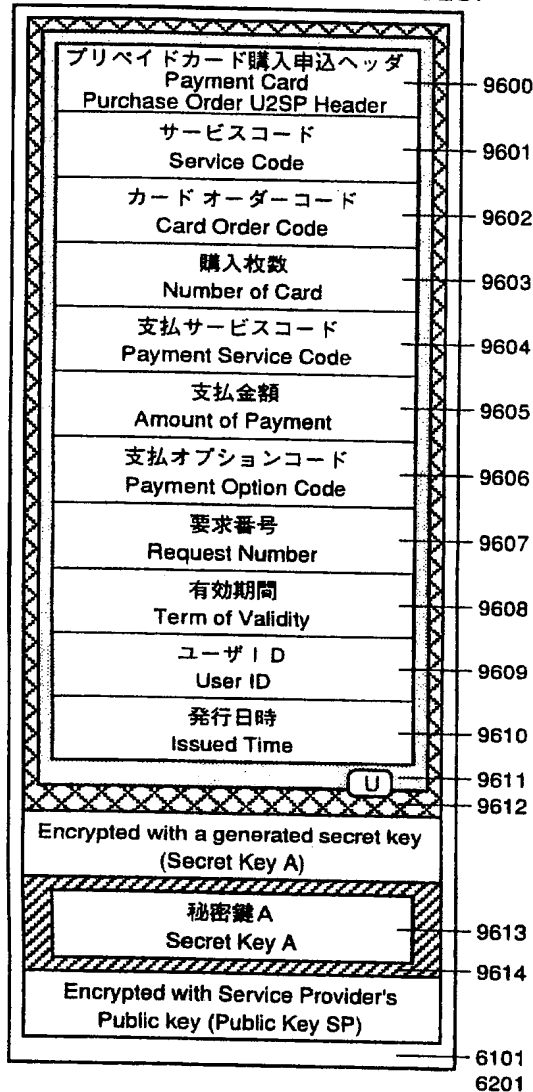 プリペイドカード購入申込ヘッダ
Payment Card
Purchase Order U2SP Header
9600
サービスコード
Service Code
9601
カード オーダーコード
Card Order Code
9602
購入枚数
Number of Card
9603
支払サービスコード
Payment Service Code
9604
支払金額
Amount of Payment
9605
支払オプションコード
Payment Option Code
9606
要求番号
Request Number
9607
有効期間
Term of Validity
9608
ユーザID
User ID
9609
発行日時
Issued Time
9610
U
9611
9612
Encrypted with a generated secret key
(Secret Key A)
秘密鍵A
Secret Key A
9613
9614
Encrypted with Service Provider's
Public key (Public Key SP)
6101
6201